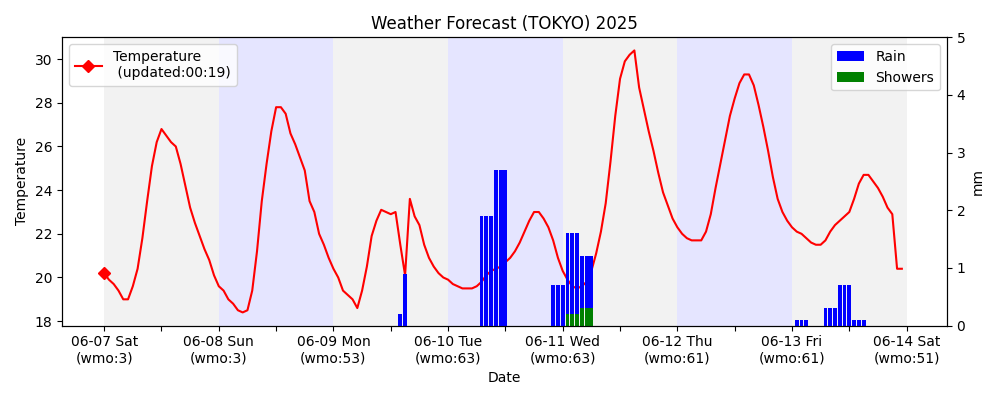 Weather Forecast (TOKYO) 2025
Temperature
(updated:00:19)
Rain
Showers
30
28
26
24
22
20
18
Temperature
5
4
3
2
1
0
mm
06-07 Sat
(wmo:3)
06-08 Sun
(wmo:3)
06-09 Mon
(wmo:53)
06-10 Tue
(wmo:63)
06-11 Wed
(wmo:63)
06-12 Thu
(wmo:61)
06-13 Fri
(wmo:61)
06-14 Sat
(wmo:51)
Date